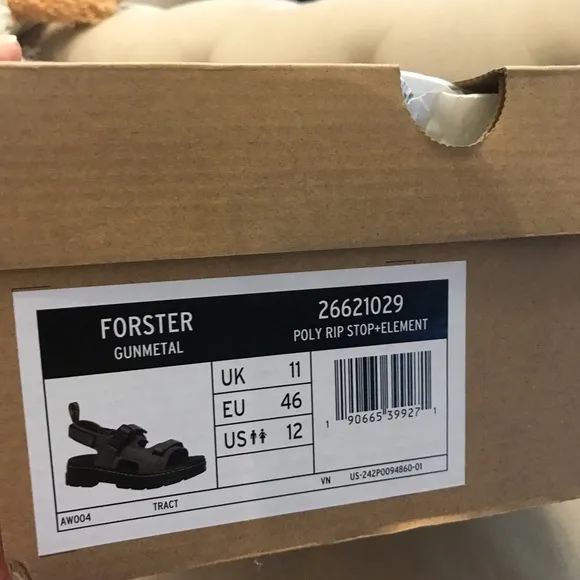 FORSTER
GUNMETAL
26621029
POLY RIP STOP+ELEMENT
UK 11
EU 46
US 12
1 90665 39927 1
AW004
TRACT
VN
US-242P0094860-01